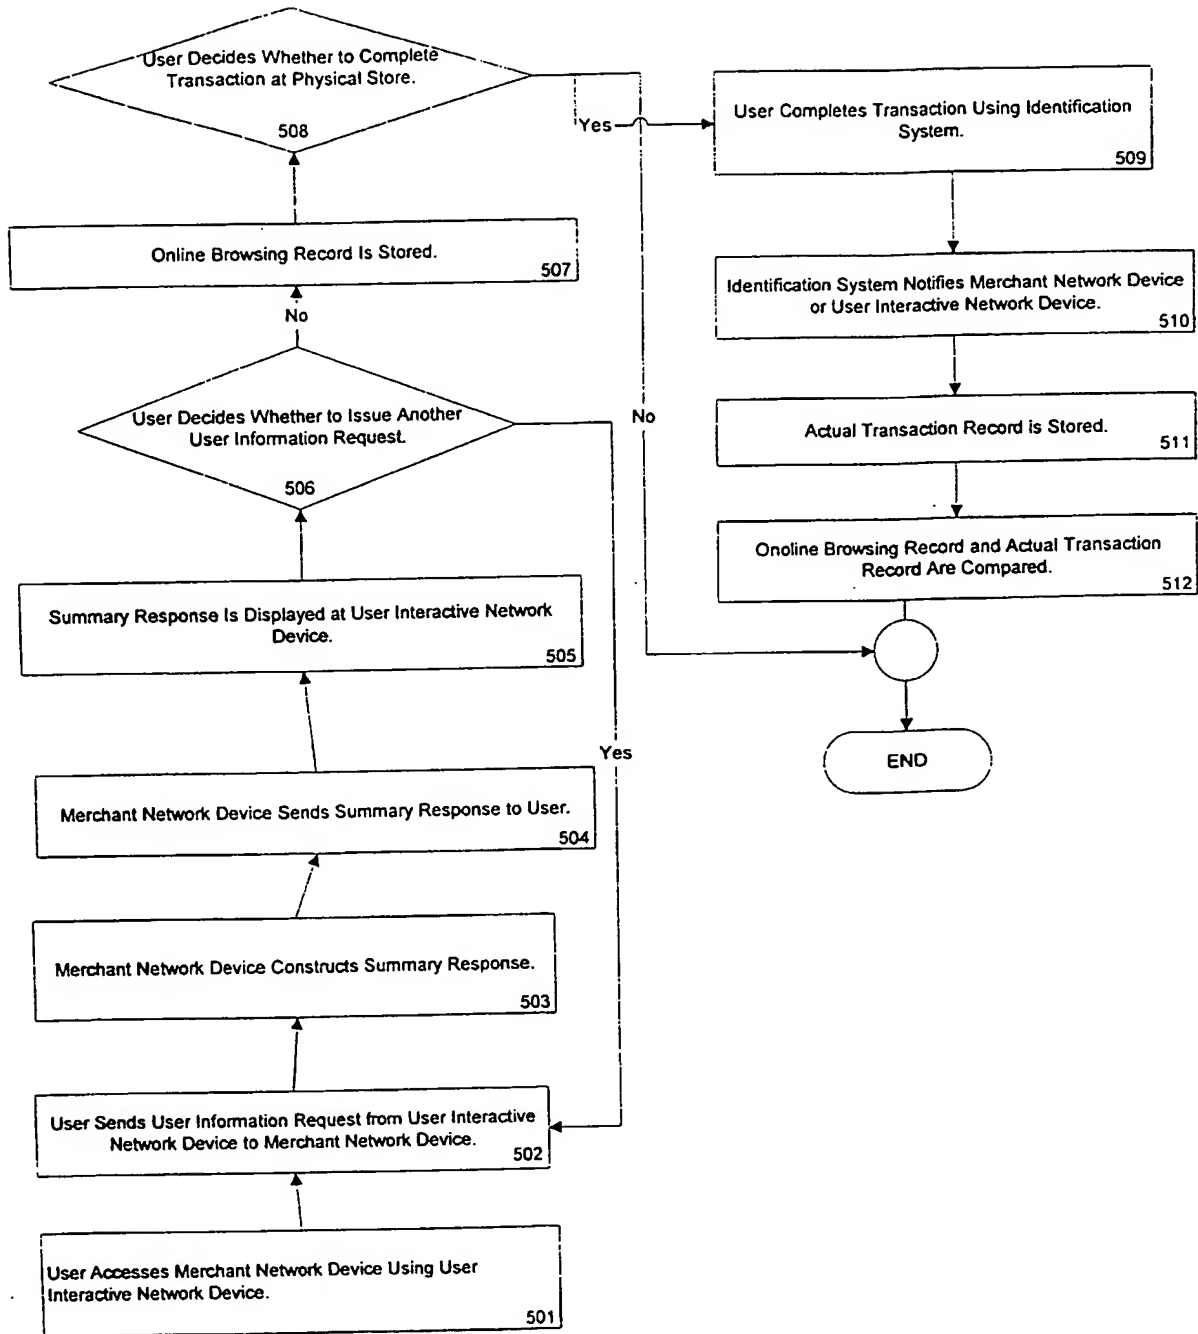 User Decides Whether to Complete
Transaction at Physical Store.
508
Yes
User Completes Transaction Using Identification
System.
509
Online Browsing Record Is Stored.
507
Identification System Notifies Merchant Network Device
or User Interactive Network Device.
510
No
User Decides Whether to Issue Another
User Information Request.
506
No
Actual Transaction Record is Stored.
511
Onoline Browsing Record and Actual Transaction
Record Are Compared.
512
Summary Response Is Displayed at User Interactive Network
Device.
505
Yes
END
Merchant Network Device Sends Summary Response to User.
504
Merchant Network Device Constructs Summary Response.
503
User Sends User Information Request from User Interactive
Network Device to Merchant Network Device.
502
User Accesses Merchant Network Device Using User
Interactive Network Device.
501